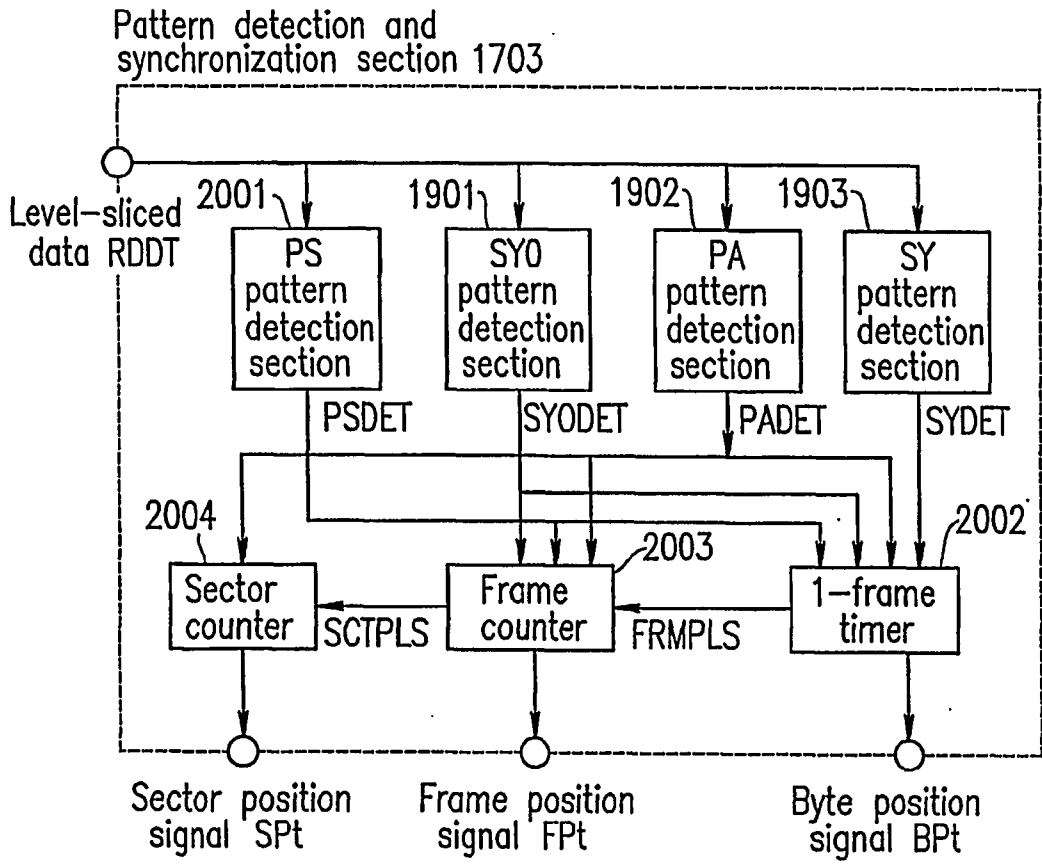 Pattern detection and
synchronization section 1703
Level-sliced
data RDDT
2001
1901
1902
1903
PS
pattern
detection
section
SY0
pattern
detection
section
PA
pattern
detection
section
SY
pattern
detection
section
PSDET
SYODET
PADET
SYDET
2004
2003
2002
Sector
counter
SCTPLS
Frame
counter
FRMPLS
1-frame
timer
Sector position
signal SPt
Frame position
signal FPt
Byte position
signal BPt